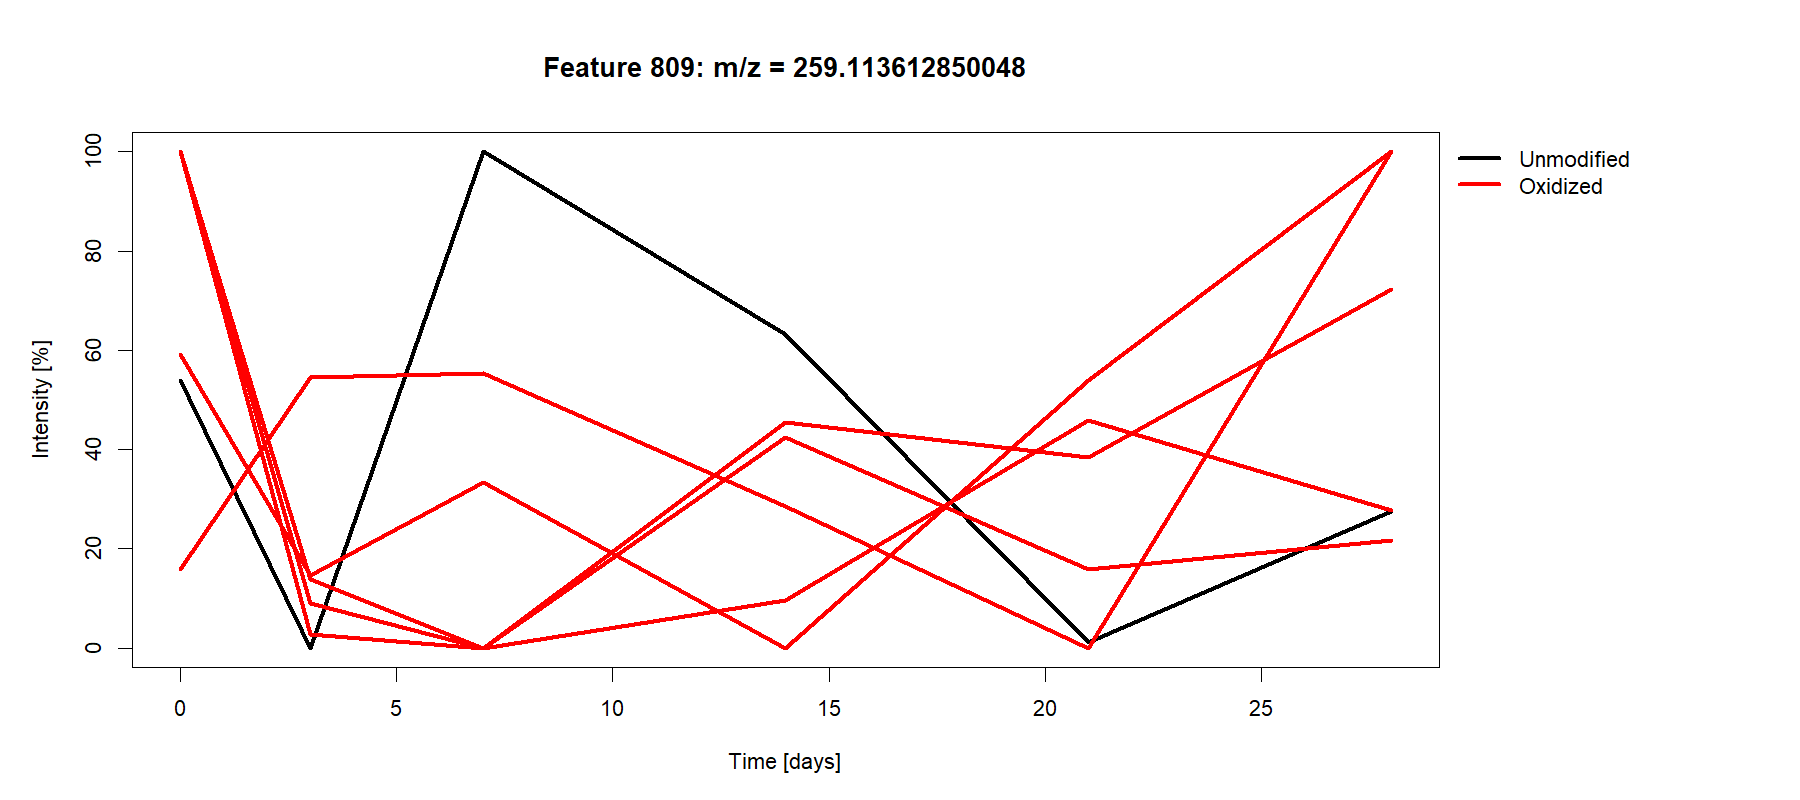 Feature 809: m/z = 259.113612850048
Unmodified
Oxidized
Intensity [%]
100
80
60
40
20
0
0 5 10 15 20 25
Time [days]